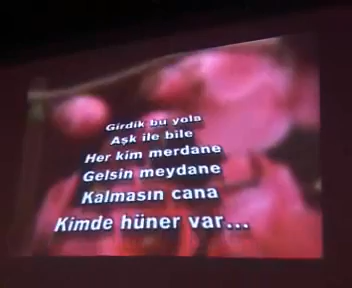 Girdik bu yola
Aşk ile bile
Her kim merdane
Gelsin meydane
Kalmasın cana
Kimde hüner var...